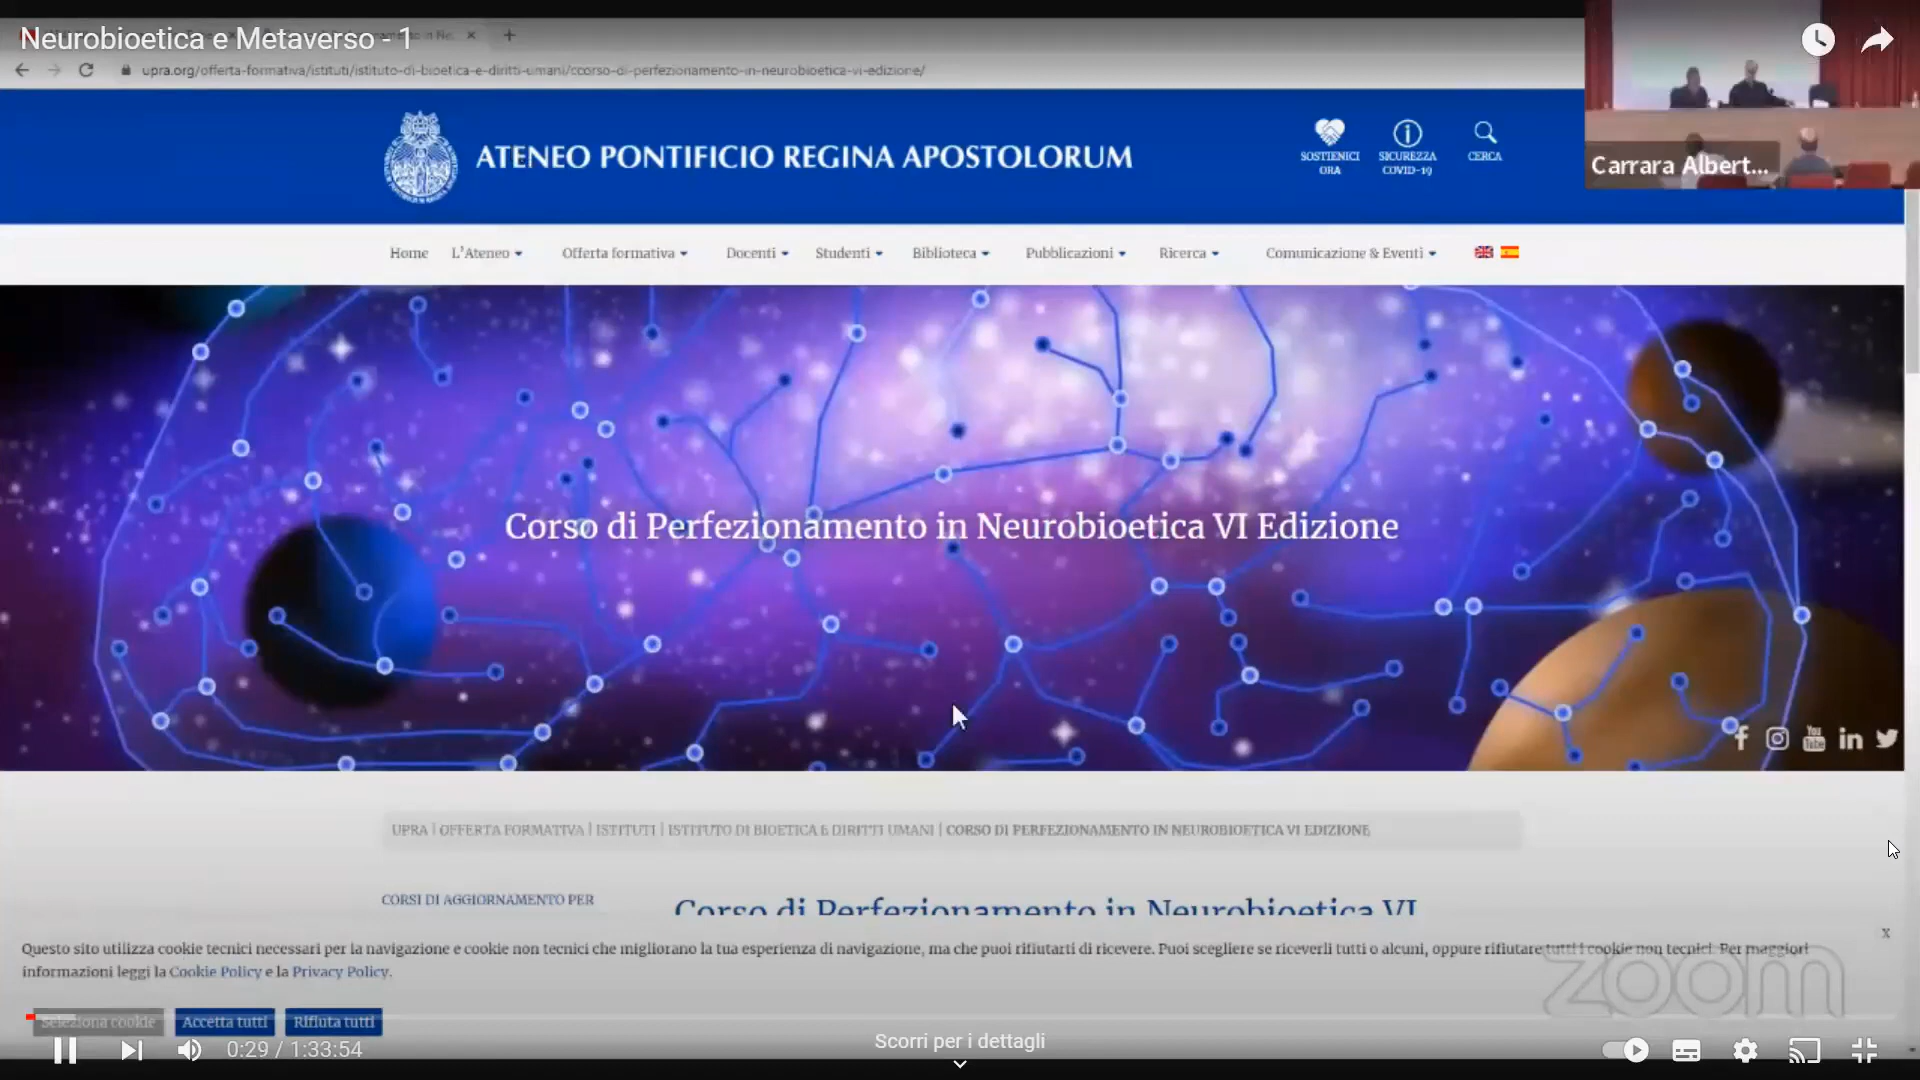 Neurobioetica e Metaverso - 1
upra.org/offerta-formativa/istituti/istituto-di-bioetica-e-diritti-umani/ccorso-di-perfezionamento-in-neurobioetica-vi-edizione/
ATENEO PONTIFICIO REGINA APOSTOLORUM
SOSTIENICI ORA
SICUREZZA COVID-19
CERCA
Carrara Albert...
Home L'Ateneo Offerta formativa Docenti Studenti Biblioteca Pubblicazioni Ricerca Comunicazione & Eventi
Corso di Perfezionamento in Neurobioetica VI Edizione
You Tube
UPRA | OFFERTA FORMATIVA | ISTITUTI | ISTITUTO DI BIOETICA E DIRITTI UMANI | CORSO DI PERFEZIONAMENTO IN NEUROBIOETICA VI EDIZIONE
CORSI DI AGGIORNAMENTO PER
Corso di Perfezionamento in Neurobioetica VI
x
Questo sito utilizza cookie tecnici necessari per la navigazione e cookie non tecnici che migliorano la tua esperienza di navigazione, ma che puoi rifiutarti di ricevere. Puoi scegliere se riceverli tutti o alcuni, oppure rifiutare tutti i cookie non tecnici. Per maggiori
informazioni leggi la Cookie Policy e la Privacy Policy.
zoom
Seleziona cookie Accetta tutti Rifiuta tutti
0:29 / 1:33:54
Scorri per i dettagli